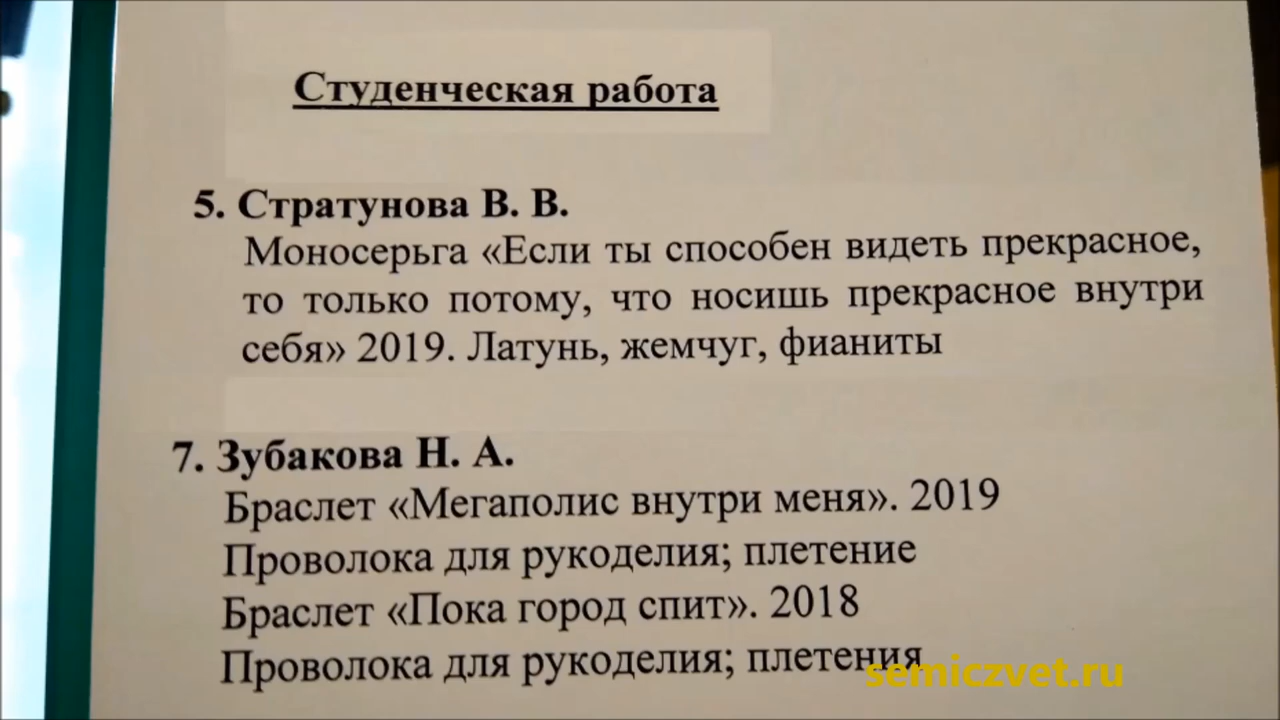 Студенческая работа
5. Стратунова В. В.
Моносерьга «Если ты способен видеть прекрасное,
то только потому, что носишь прекрасное внутри
себя» 2019. Латунь, жемчуг, фианиты
7. Зубакова Н. А.
Браслет «Мегаполис внутри меня». 2019
Проволока для рукоделия; плетение
Браслет «Пока город спит». 2018
Проволока для рукоделия; плетения
semiczvet.ru